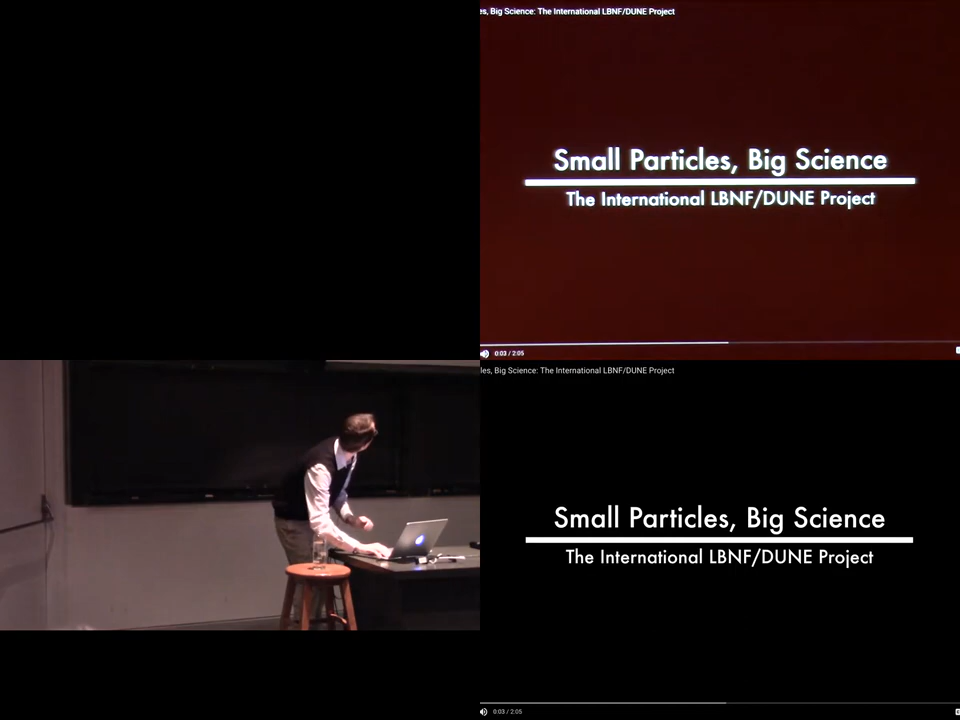 es, Big Science: The International LBNF/DUNE Project
Small Particles, Big Science
The International LBNF/DUNE Project
0:03 / 2:05
les, Big Science: The International LBNF/DUNE Project
Small Particles, Big Science
The International LBNF/DUNE Project
0:03 / 2:05